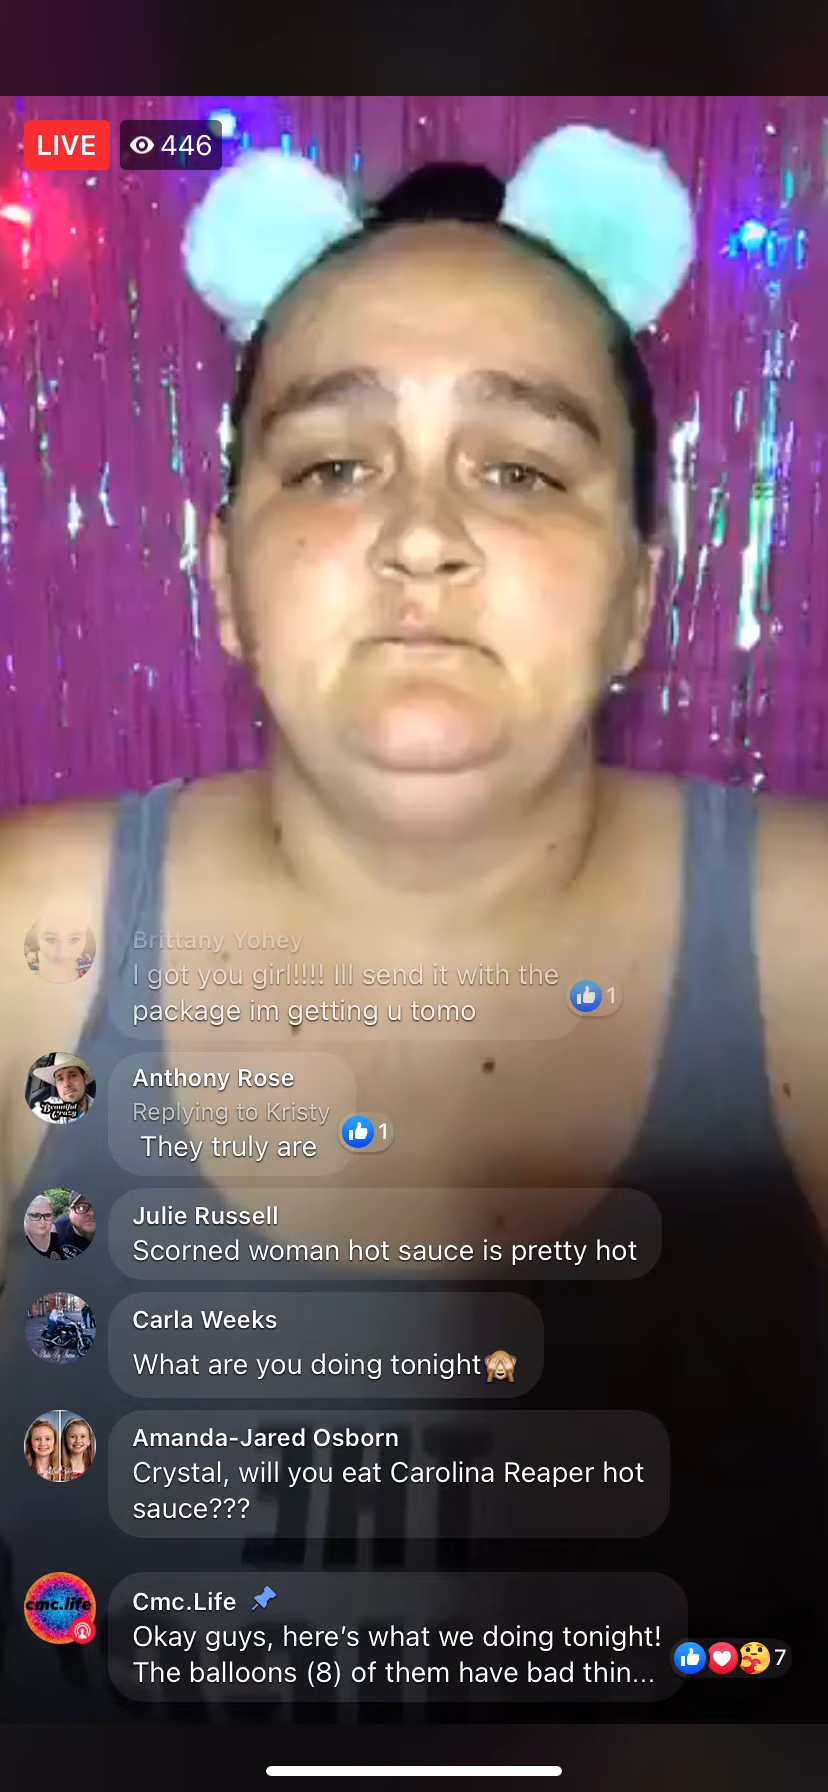 LIVE 446
Brittany Yohey
I got you girl!!!! Ill send it with the
package im getting u tomo
1
Anthony Rose
Replying to Kristy
They truly are
1
Julie Russell
Scorned woman hot sauce is pretty hot
Carla Weeks
What are you doing tonight🙈
Amanda-Jared Osborn
Crystal, will you eat Carolina Reaper hot
sauce???
THE
cmc.life
Cmc.Life 📌
Okay guys, here's what we doing tonight!
The balloons (8) of them have bad thin...
7